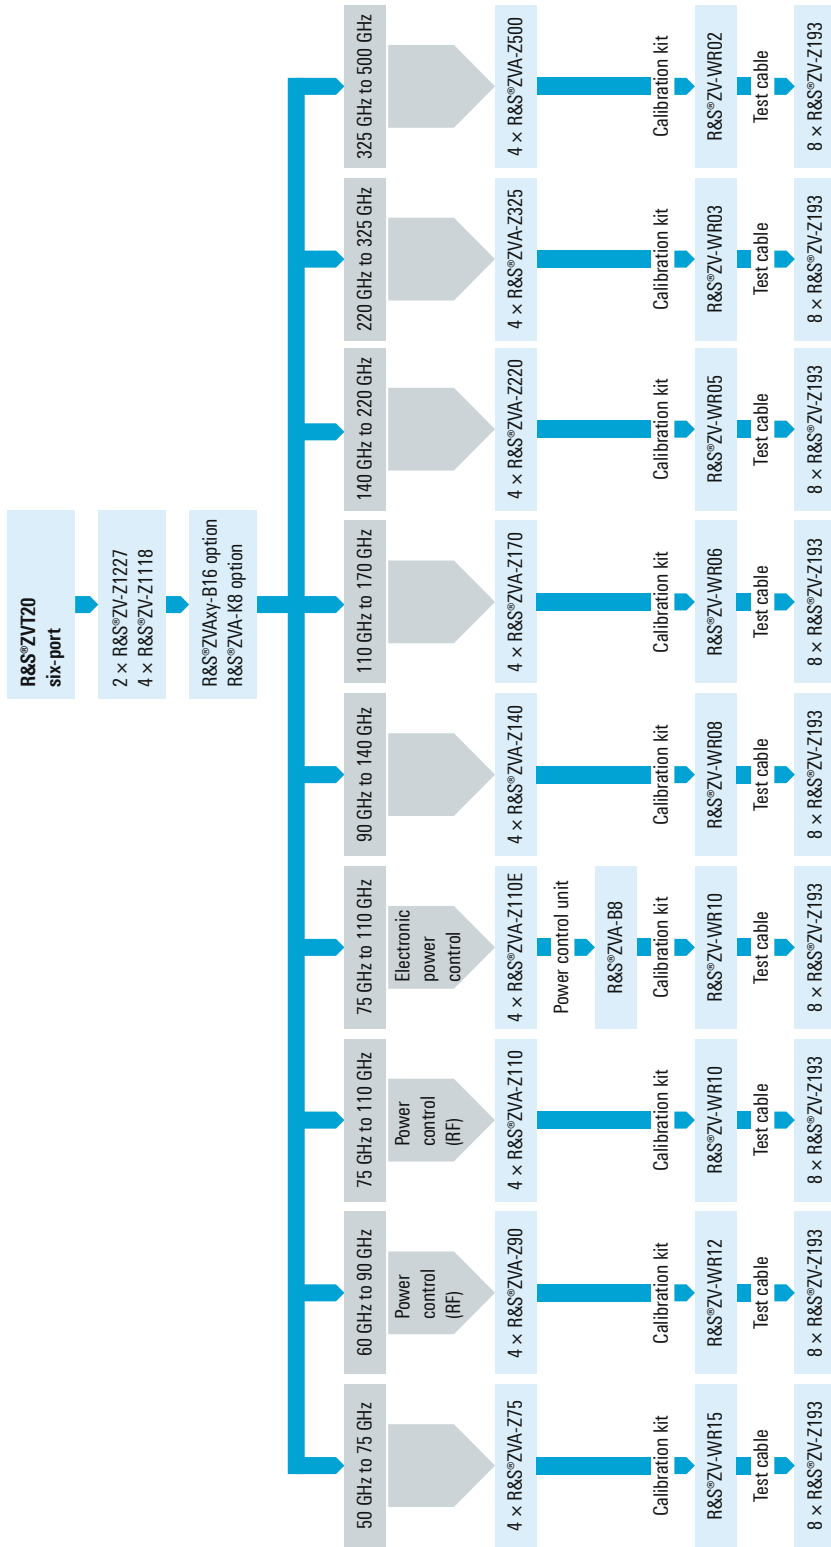 R&S®ZVT20
six-port
2 × R&S®ZV-Z1227
4 × R&S®ZV-Z1118
R&S®ZVAxy-B16 option
R&S®ZVA-K8 option
50 GHz to 75 GHz
4 × R&S®ZVA-Z75
Calibration kit
R&S®ZV-WR15
Test cable
8 × R&S®ZV-Z193
60 GHz to 90 GHz
Power
control
(RF)
4 × R&S®ZVA-Z90
Calibration kit
R&S®ZV-WR12
Test cable
8 × R&S®ZV-Z193
75 GHz to 110 GHz
Power
control
(RF)
4 × R&S®ZVA-Z110
Calibration kit
R&S®ZV-WR10
Test cable
8 × R&S®ZV-Z193
75 GHz to 110 GHz
Electronic
power
control
4 × R&S®ZVA-Z110E
Power control unit
R&S®ZVA-B8
Calibration kit
R&S®ZV-WR10
Test cable
8 × R&S®ZV-Z193
90 GHz to 140 GHz
4 × R&S®ZVA-Z140
Calibration kit
R&S®ZV-WR08
Test cable
8 × R&S®ZV-Z193
110 GHz to 170 GHz
4 × R&S®ZVA-Z170
Calibration kit
R&S®ZV-WR06
Test cable
8 × R&S®ZV-Z193
140 GHz to 220 GHz
4 × R&S®ZVA-Z220
Calibration kit
R&S®ZV-WR05
Test cable
8 × R&S®ZV-Z193
220 GHz to 325 GHz
4 × R&S®ZVA-Z325
Calibration kit
R&S®ZV-WR03
Test cable
8 × R&S®ZV-Z193
325 GHz to 500 GHz
4 × R&S®ZVA-Z500
Calibration kit
R&S®ZV-WR02
Test cable
8 × R&S®ZV-Z193